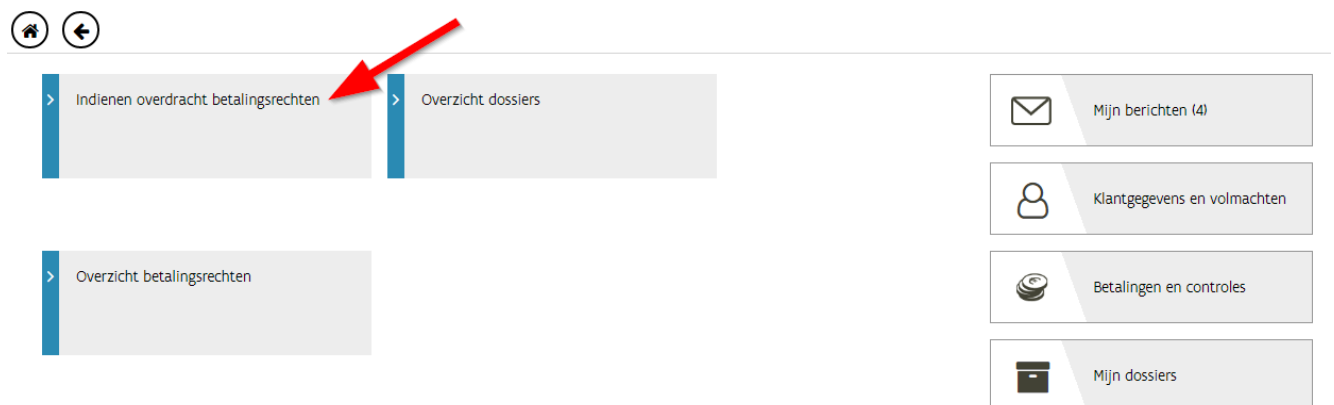 Indienen overdracht betalingsrechten
Overzicht dossiers
Overzicht betalingsrechten
Mijn berichten (4)
Klantgegevens en volmachten
Betalingen en controles
Mijn dossiers